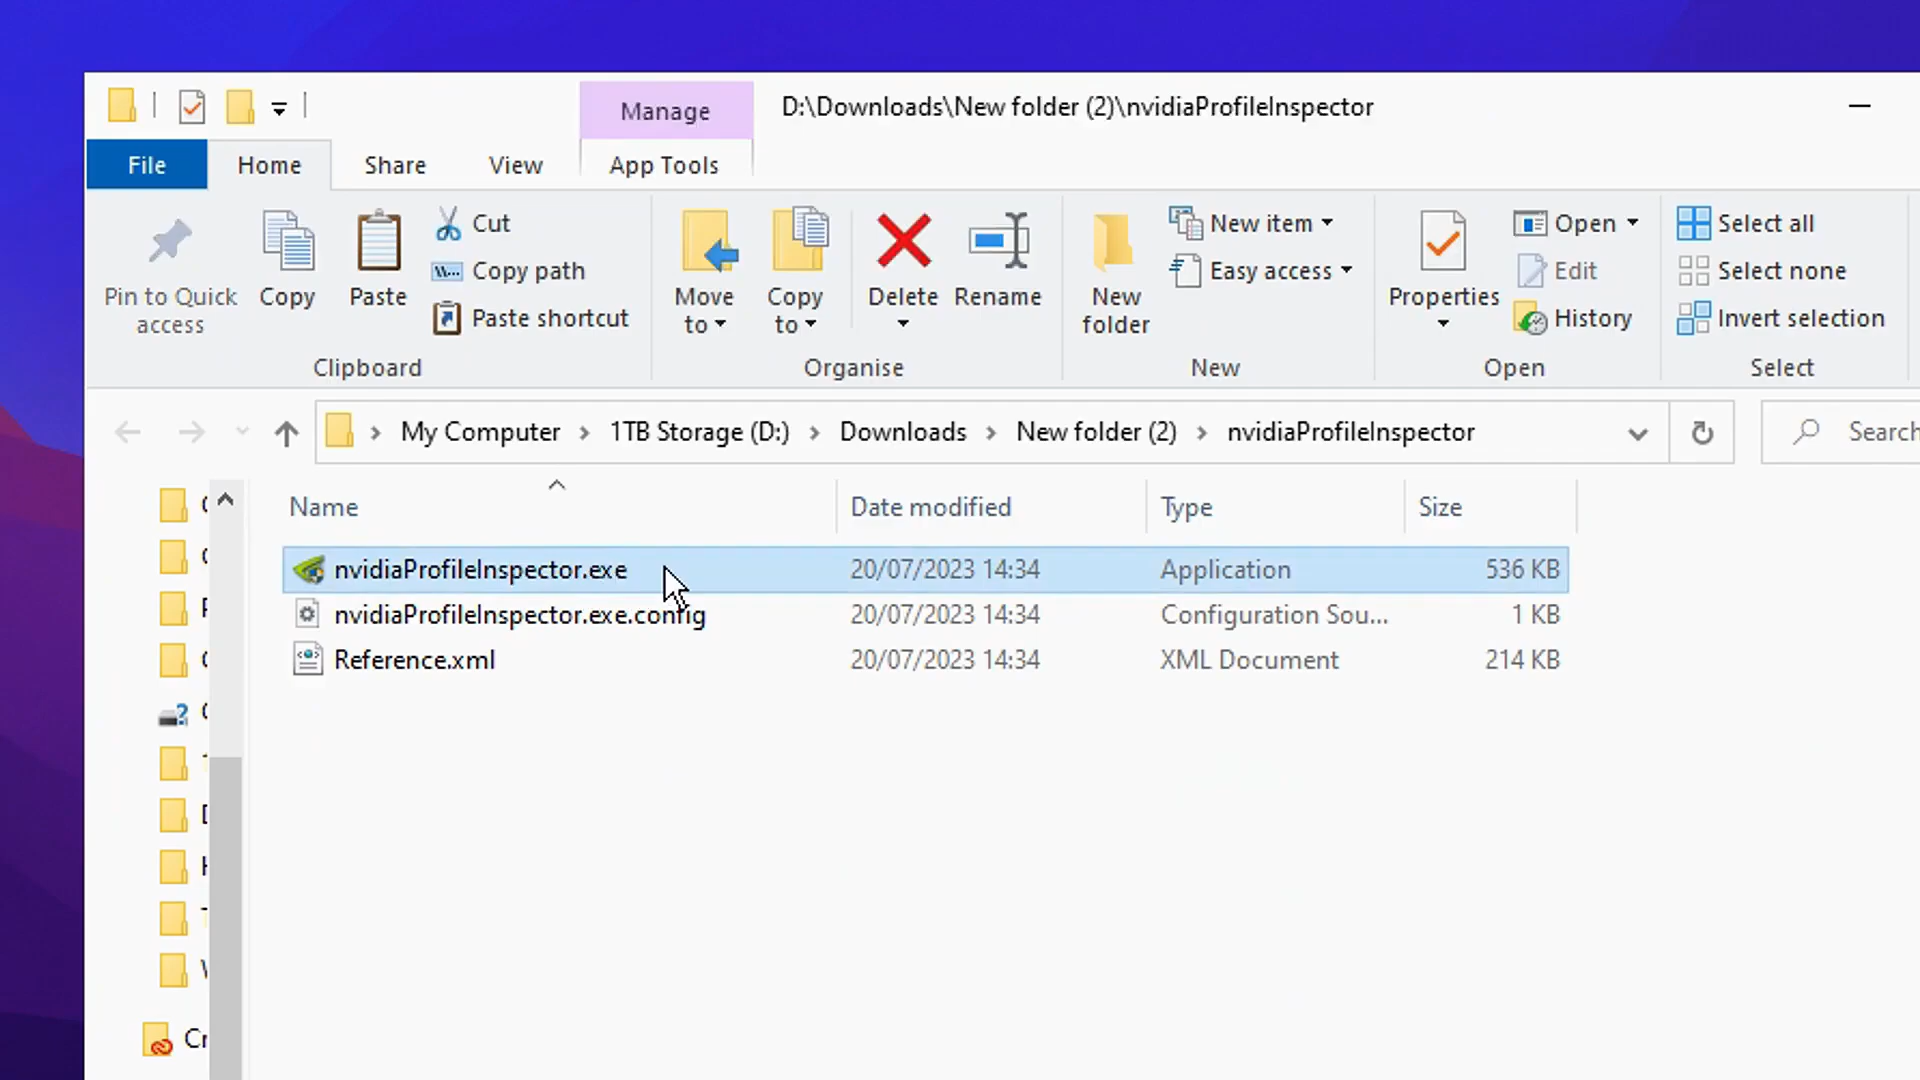 Manage
D:\Downloads\New folder (2)\nvidiaProfileInspector
File
Home
Share
View
App Tools
Pin to Quick
access
Copy
Paste
Cut
Copy path
Paste shortcut
Clipboard
Move
to
Copy
to
Delete
Rename
Organise
New
folder
New item
Easy access
New
Properties
Open
Edit
History
Open
Select all
Select none
Invert selection
Select
My Computer > 1TB Storage (D:) > Downloads > New folder (2) > nvidiaProfileInspector
Search
Name
Date modified
Type
Size
nvidiaProfileInspector.exe 20/07/2023 14:34 Application 536 KB
nvidiaProfileInspector.exe.config 20/07/2023 14:34 Configuration Sou... 1 KB
Reference.xml 20/07/2023 14:34 XML Document 214 KB
Cr